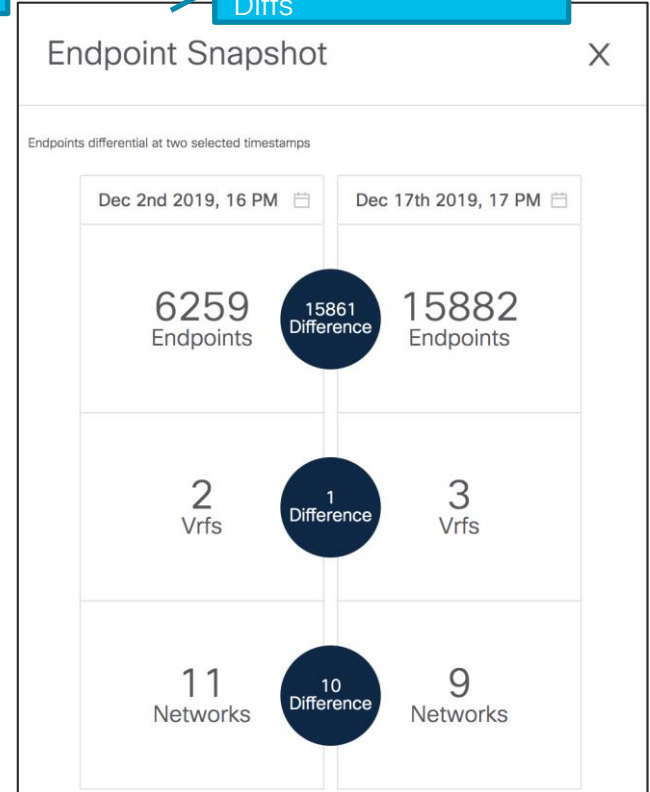 Diffs
Endpoint Snapshot X
Endpoints differential at two selected timestamps
Dec 2nd 2019, 16 PM Dec 17th 2019, 17 PM
6259 15861 15882
Endpoints Difference Endpoints
2 1 3
Vrfs Difference Vrfs
11 10 9
Networks Difference Networks